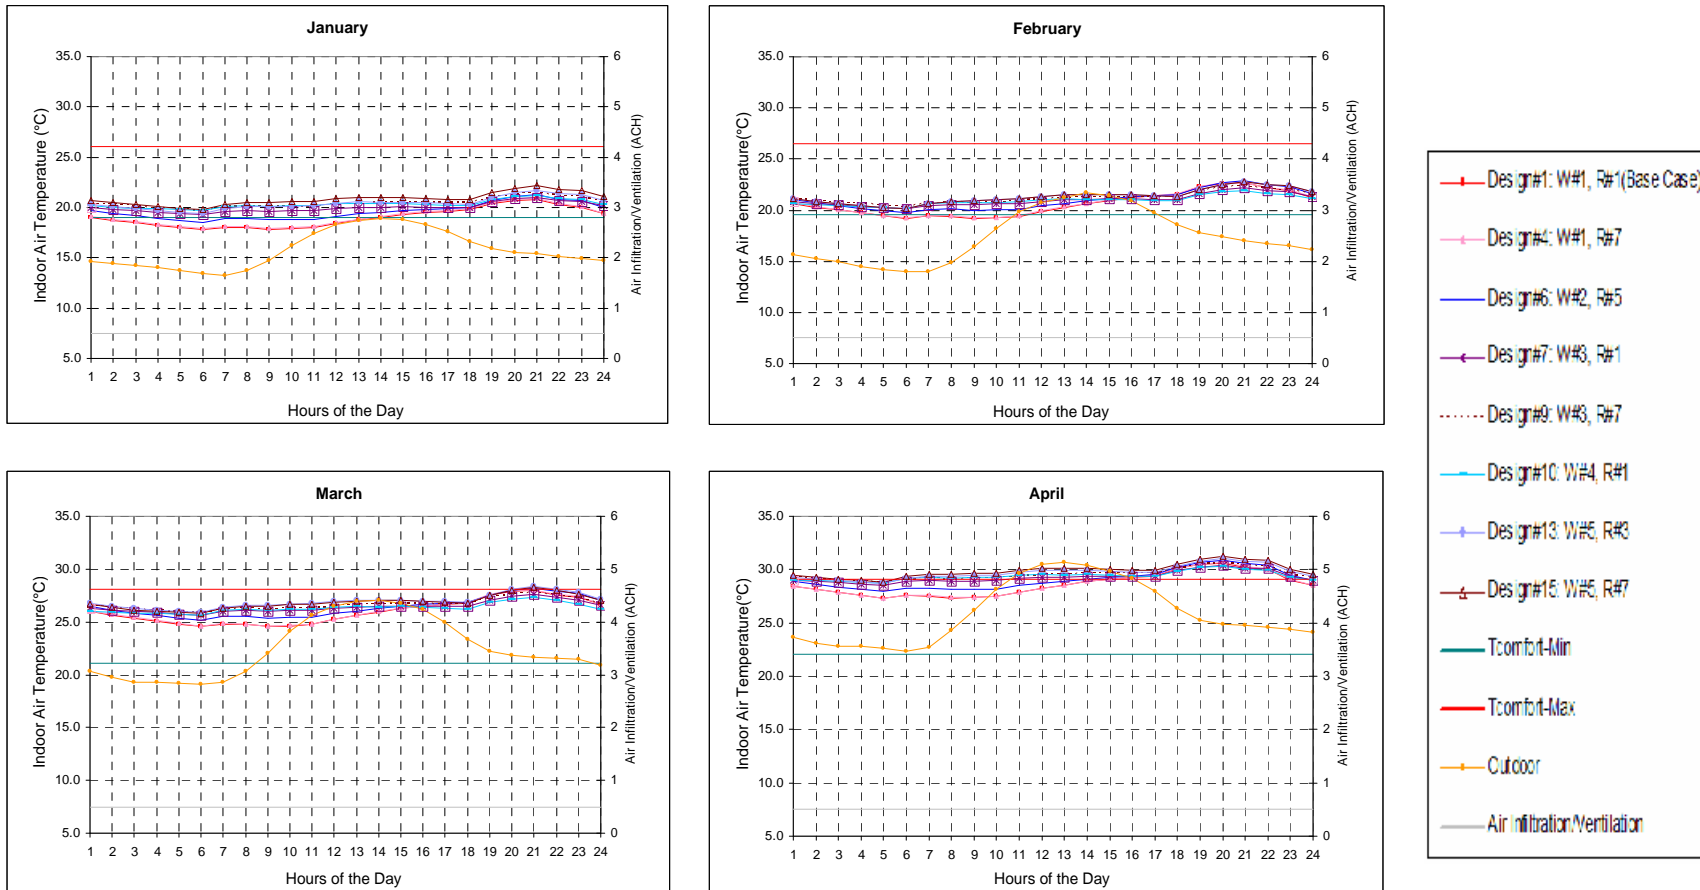 January
35.0 30.0 25.0 20.0 15.0 10.0 5.0
Indoor Air Temperature (°C)
6 5 4 3 2 1 0
Air Infiltration/Ventilation (ACH)
1 2 3 4 5 6 7 8 9 10 11 12 13 14 15 16 17 18 19 20 21 22 23 24
Hours of the Day
February
35.0 30.0 25.0 20.0 15.0 10.0 5.0
Indoor Air Temperature(°C)
6 5 4 3 2 1 0
Air Infiltration/Ventilation (ACH)
1 2 3 4 5 6 7 8 9 10 11 12 13 14 15 16 17 18 19 20 21 22 23 24
Hours of the Day
March
35.0 30.0 25.0 20.0 15.0 10.0 5.0
Indoor Air Temperature(°C)
6 5 4 3 2 1 0
Air Infiltration/Ventilation (ACH)
1 2 3 4 5 6 7 8 9 10 11 12 13 14 15 16 17 18 19 20 21 22 23 24
Hours of the Day
April
35.0 30.0 25.0 20.0 15.0 10.0 5.0
Indoor Air Temperature(°C)
6 5 4 3 2 1 0
Air Infiltration/Ventilation (ACH)
1 2 3 4 5 6 7 8 9 10 11 12 13 14 15 16 17 18 19 20 21 22 23 24
Hours of the Day
Design#1: W#1, R#1(Base Case)
Design#4: W#1, R#7
Design#6: W#2, R#5
Design#7: W#3, R#1
Design#9: W#3, R#7
Design#10: W#4, R#1
Design#13: W#5, R#3
Design#15: W#5, R#7
Tcomfort-Min
Tcomfort-Max
Outdoor
Air Infiltration/Ventilation